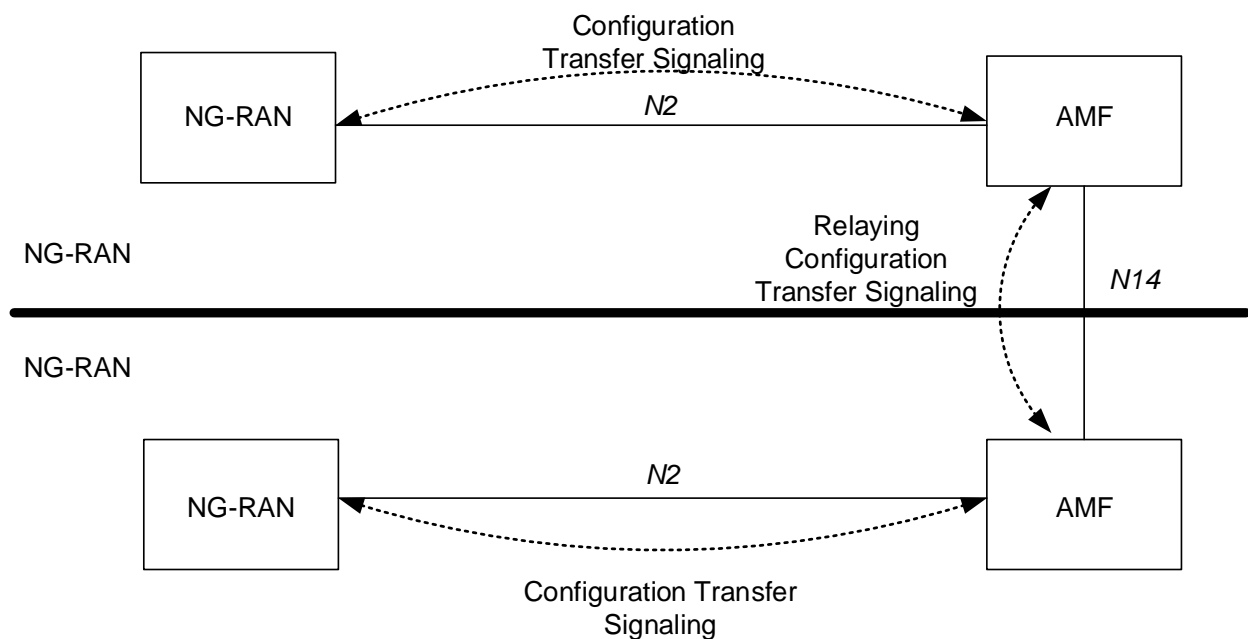 Configuration
Transfer Signaling
NG-RAN
N2
AMF
NG-RAN
Relaying
Configuration
Transfer Signaling
N14
NG-RAN
NG-RAN
N2
AMF
Configuration Transfer
Signaling